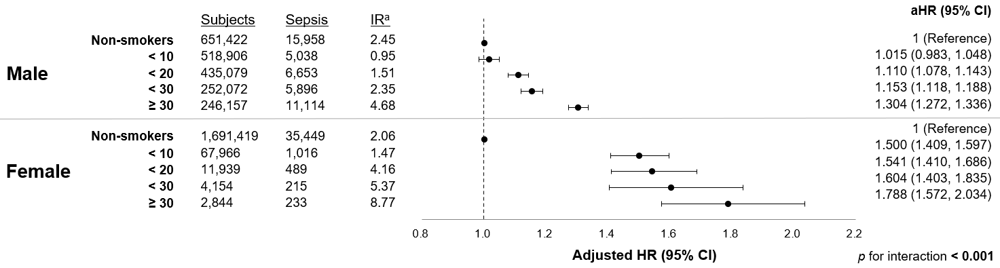 Subjects Sepsis IRᵃ aHR (95% CI)
Non-smokers 651,422 15,958 2.45 1 (Reference)
< 10 518,906 5,038 0.95 1.015 (0.983, 1.048)
Male
< 20 435,079 6,653 1.51 1.110 (1.078, 1.143)
< 30 252,072 5,896 2.35 1.153 (1.118, 1.188)
≥ 30 246,157 11,114 4.68 1.304 (1.272, 1.336)
Non-smokers 1,691,419 35,449 2.06 1 (Reference)
< 10 67,966 1,016 1.47 1.500 (1.409, 1.597)
Female
< 20 11,939 489 4.16 1.541 (1.410, 1.686)
< 30 4,154 215 5.37 1.604 (1.403, 1.835)
≥ 30 2,844 233 8.77 1.788 (1.572, 2.034)
0.8 1.0 1.2 1.4 1.6 1.8 2.0 2.2
Adjusted HR (95% CI)
p for interaction < 0.001